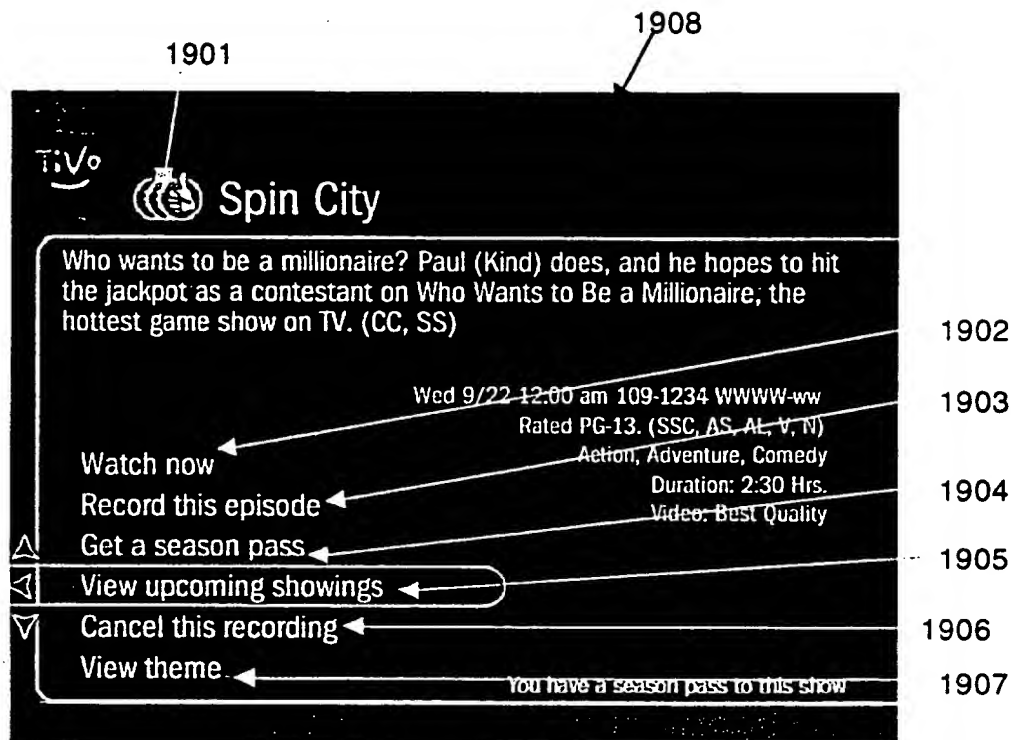 1908
1901
TiVo
Spin City
Who wants to be a millionaire? Paul (Kind) does, and he hopes to hit
the jackpot as a contestant on Who Wants to Be a Millionaire, the
hottest game show on TV. (CC, SS)
1902
Wed 9/22 12:00 am 109-1234 WWWW-ww
1903
Rated PG-13. (SSC, AS, AL, V, N)
Action, Adventure, Comedy
Watch now
Duration: 2:30 Hrs.
1904
Record this episode
Video: Best Quality
Get a season pass
1905
View upcoming showings
Cancel this recording
1906
View theme
You have a season pass to this show
1907